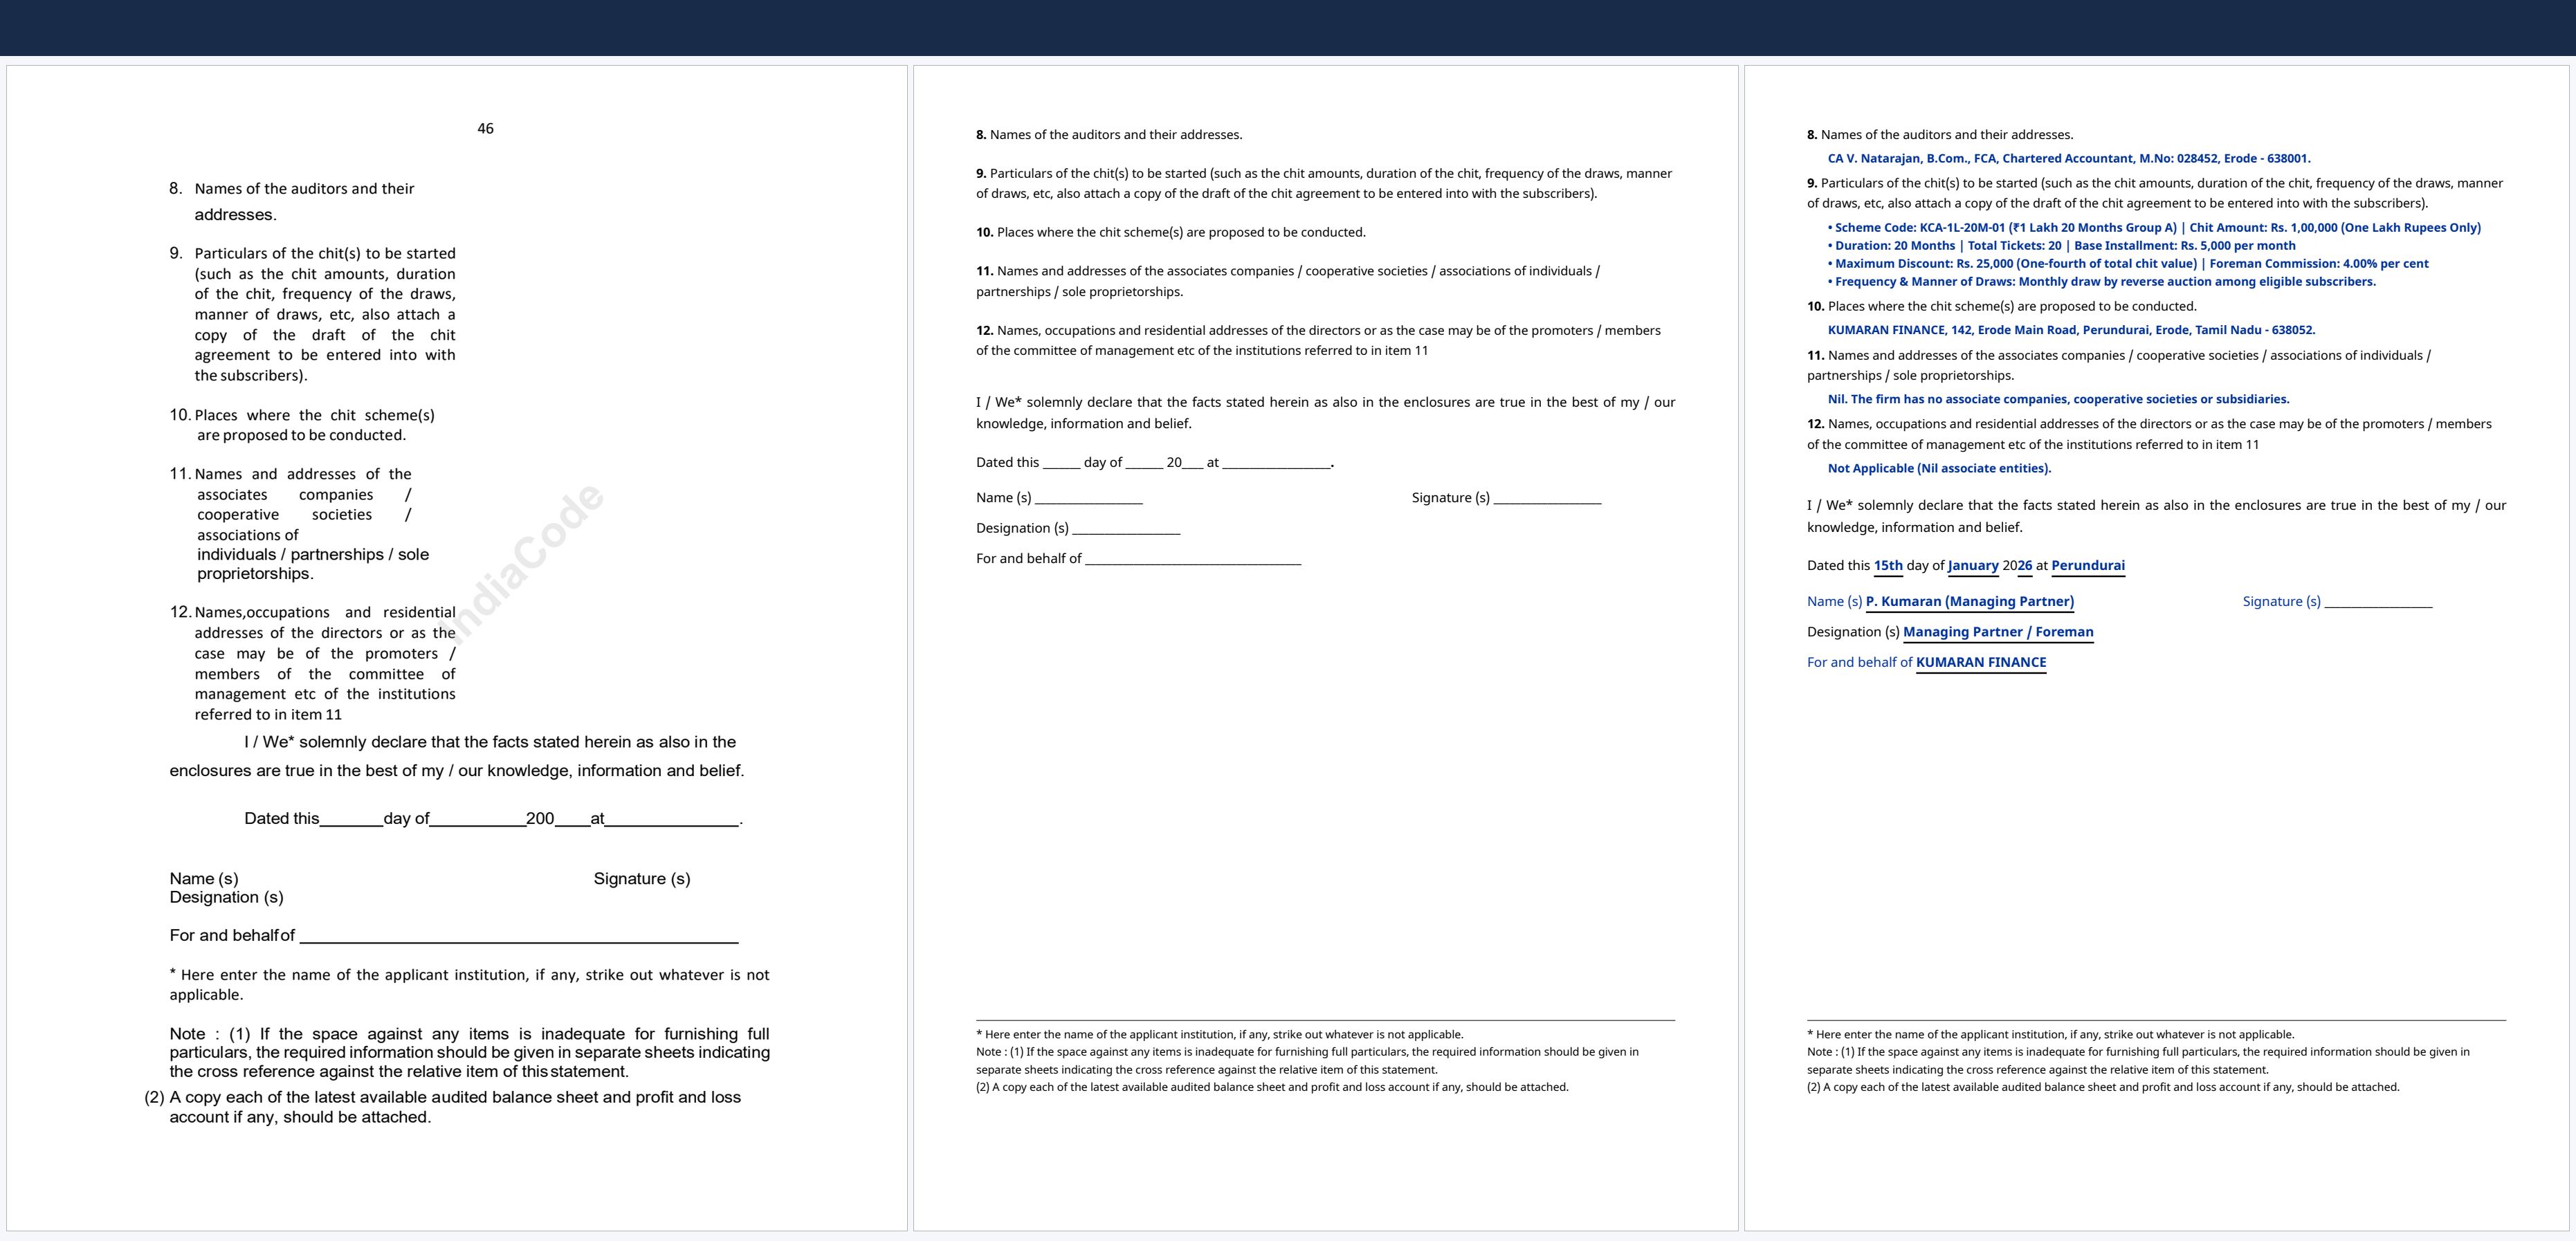 46
8. Names of the auditors and their
addresses.
9. Particulars of the chit(s) to be started
(such as the chit amounts, duration
of the chit, frequency of the draws,
manner of draws, etc, also attach a
copy of the draft of the chit
agreement to be entered into with
the subscribers).
10. Places where the chit scheme(s)
are proposed to be conducted.
11. Names and addresses of the
associates companies /
cooperative societies /
associations of
individuals / partnerships / sole
proprietorships.
12. Names,occupations and residential
addresses of the directors or as the
case may be of the promoters /
members of the committee of
management etc of the institutions
referred to in item 11
IndiaCode
I / We* solemnly declare that the facts stated herein as also in the
enclosures are true in the best of my / our knowledge, information and belief.
Dated this_______day of___________200____at_______________.
Name (s) Signature (s)
Designation (s)
For and behalf of ______________________________
* Here enter the name of the applicant institution, if any, strike out whatever is not
applicable.
Note : (1) If the space against any items is inadequate for furnishing full
particulars, the required information should be given in separate sheets indicating
the cross reference against the relative item of this statement.
(2) A copy each of the latest available audited balance sheet and profit and loss
account if any, should be attached.
8. Names of the auditors and their addresses.
9. Particulars of the chit(s) to be started (such as the chit amounts, duration of the chit, frequency of the draws, manner
of draws, etc, also attach a copy of the draft of the chit agreement to be entered into with the subscribers).
10. Places where the chit scheme(s) are proposed to be conducted.
11. Names and addresses of the associates companies / cooperative societies / associations of individuals /
partnerships / sole proprietorships.
12. Names, occupations and residential addresses of the directors or as the case may be of the promoters / members
of the committee of management etc of the institutions referred to in item 11
I / We* solemnly declare that the facts stated herein as also in the enclosures are true in the best of my / our
knowledge, information and belief.
Dated this ______ day of ______ 20___ at _________________.
Name (s) _________________ Signature (s) _________________
Designation (s) _________________
For and behalf of __________________________________
* Here enter the name of the applicant institution, if any, strike out whatever is not applicable.
Note : (1) If the space against any items is inadequate for furnishing full particulars, the required information should be given in
separate sheets indicating the cross reference against the relative item of this statement.
(2) A copy each of the latest available audited balance sheet and profit and loss account if any, should be attached.
8. Names of the auditors and their addresses.
CA V. Natarajan, B.Com., FCA, Chartered Accountant, M.No: 028452, Erode - 638001.
9. Particulars of the chit(s) to be started (such as the chit amounts, duration of the chit, frequency of the draws, manner
of draws, etc, also attach a copy of the draft of the chit agreement to be entered into with the subscribers).
• Scheme Code: KCA-1L-20M-01 (₹1 Lakh 20 Months Group A) | Chit Amount: Rs. 1,00,000 (One Lakh Rupees Only)
• Duration: 20 Months | Total Tickets: 20 | Base Installment: Rs. 5,000 per month
• Maximum Discount: Rs. 25,000 (One-fourth of total chit value) | Foreman Commission: 4.00% per cent
• Frequency & Manner of Draws: Monthly draw by reverse auction among eligible subscribers.
10. Places where the chit scheme(s) are proposed to be conducted.
KUMARAN FINANCE, 142, Erode Main Road, Perundurai, Erode, Tamil Nadu - 638052.
11. Names and addresses of the associates companies / cooperative societies / associations of individuals /
partnerships / sole proprietorships.
Nil. The firm has no associate companies, cooperative societies or subsidiaries.
12. Names, occupations and residential addresses of the directors or as the case may be of the promoters / members
of the committee of management etc of the institutions referred to in item 11
Not Applicable (Nil associate entities).
I / We* solemnly declare that the facts stated herein as also in the enclosures are true in the best of my / our
knowledge, information and belief.
Dated this 15th day of January 2026 at Perundurai
Name (s) P. Kumaran (Managing Partner) Signature (s) _________________
Designation (s) Managing Partner / Foreman
For and behalf of KUMARAN FINANCE
* Here enter the name of the applicant institution, if any, strike out whatever is not applicable.
Note : (1) If the space against any items is inadequate for furnishing full particulars, the required information should be given in
separate sheets indicating the cross reference against the relative item of this statement.
(2) A copy each of the latest available audited balance sheet and profit and loss account if any, should be attached.